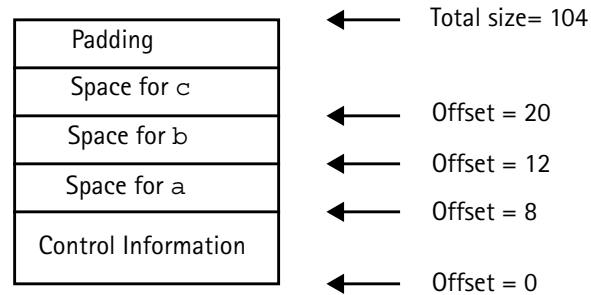 Total size= 104
Padding
Space for c
Offset = 20
Space for b
Offset = 12
Space for a
Offset = 8
Control Information
Offset = 0